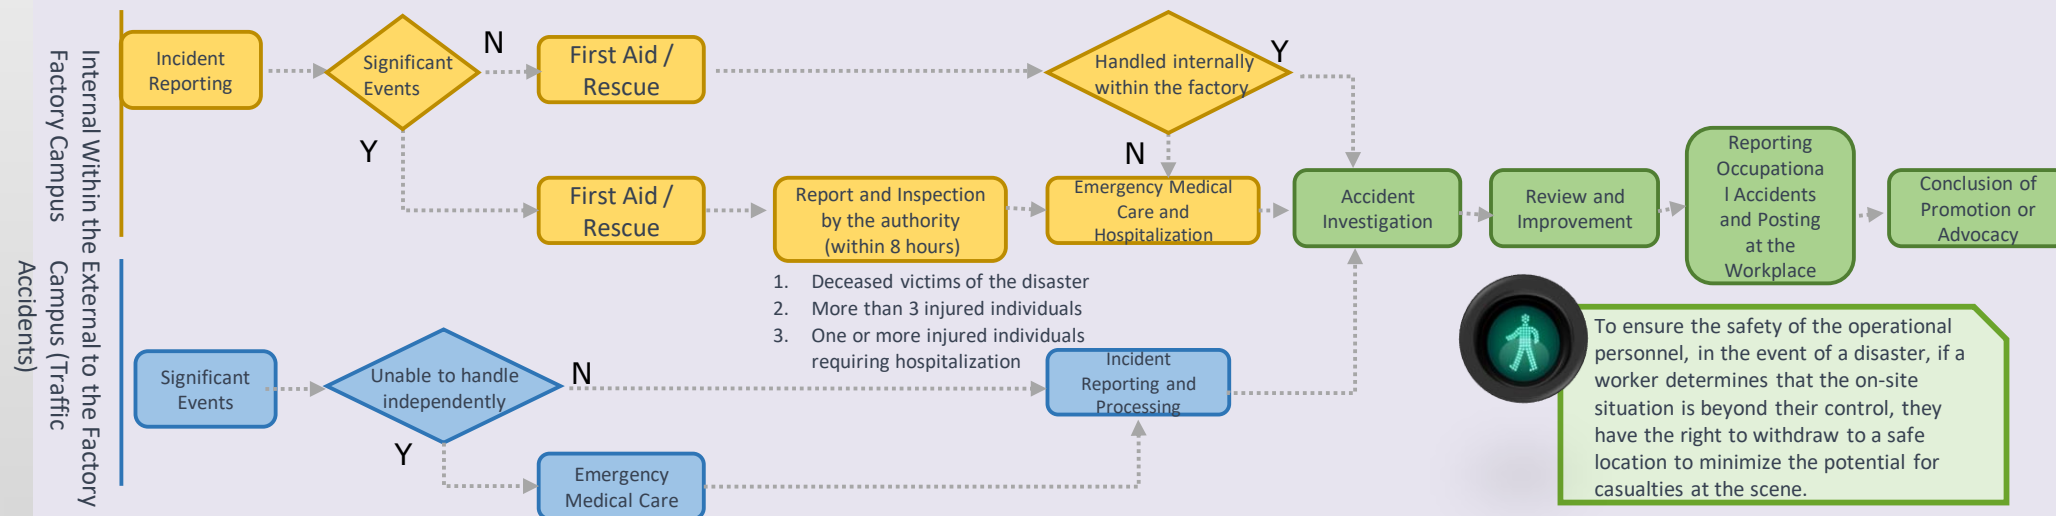 Internal Within the
Factory Campus
Incident
Reporting
Significant
Events
N
First Aid /
Rescue
Handled internally
within the factory
Y
Y
First Aid /
Rescue
Report and Inspection
by the authority
(within 8 hours)
N
Emergency Medical
Care and
Hospitalization
Accident
Investigation
Review and
Improvement
Reporting
Occupationa
l Accidents
and Posting
at the
Workplace
Conclusion of
Promotion or
Advocacy
1. Deceased victims of the disaster
2. More than 3 injured individuals
3. One or more injured individuals
requiring hospitalization
External to the Factory
Campus (Traffic
Accidents)
Significant
Events
Unable to handle
independently
N
Incident
Reporting and
Processing
Y
Emergency
Medical Care
To ensure the safety of the operational
personnel, in the event of a disaster, if a
worker determines that the on-site
situation is beyond their control, they
have the right to withdraw to a safe
location to minimize the potential for
casualties at the scene.